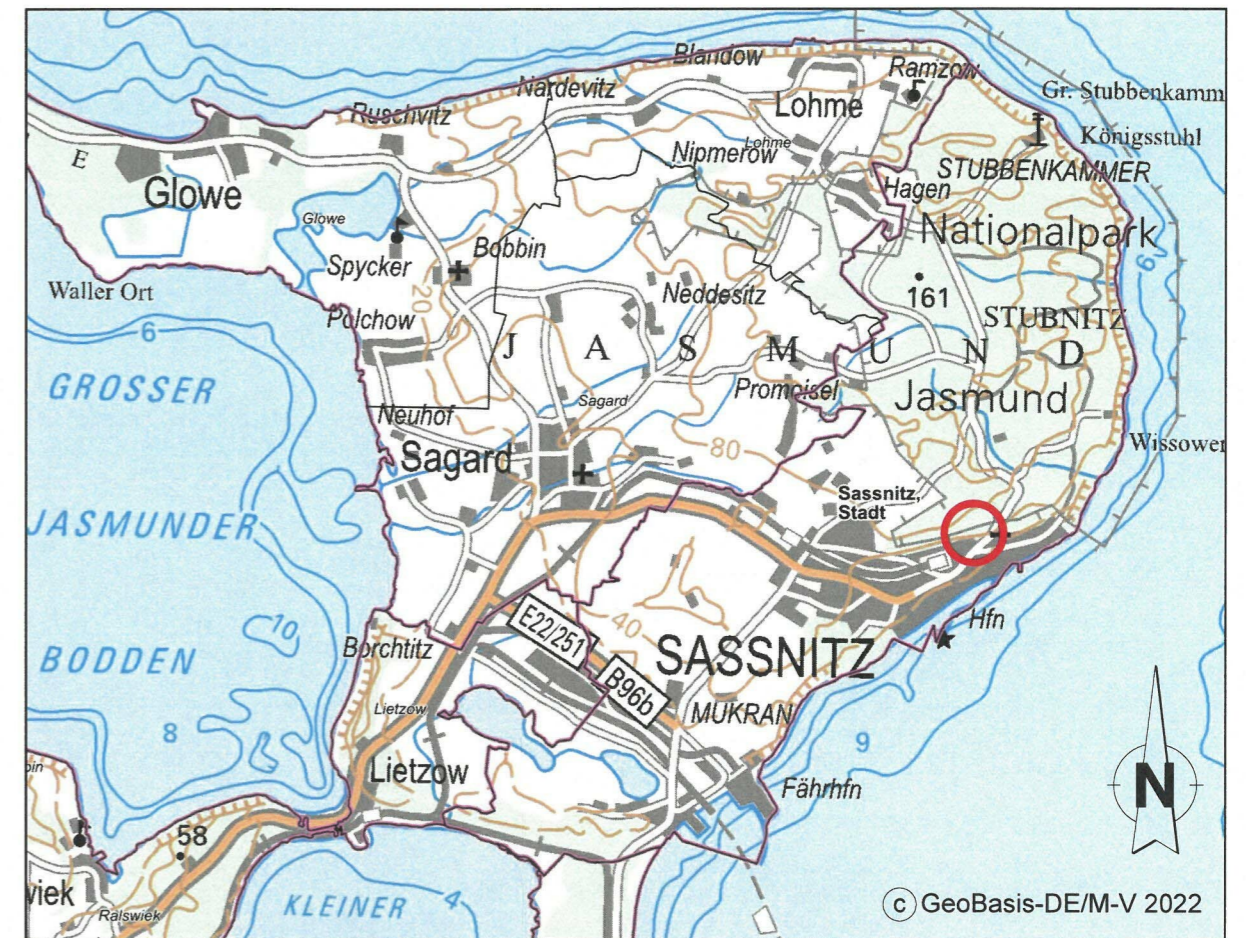 Blandow
Ramzow
Nardevitz
Gr. Stubbenkamm
Lohme
Ruschvitz
Königsstuhl
Lohme
E
Nipmerow
STUBBENKAMMER
Hagen
Glowe
Glowe
Nationalpark
Bobbin
6
Spycker
Neddesitz
161
Waller Ort
20
Polchow
STUBNITZ
6
J A S M U N D
GROSSER
Promoisel
Jasmund
Neuhof
Sagard
Sagard
80
Wissower
Sassnitz,
Stadt
JASMUNDER
10
E22/251
40
Hfn
Borchtitz
SASSNITZ
BODDEN
B96b
Lietzow
MUKRAN
8
9
Lietzow
Fährhfn
N
58
wiek
KLEINER
4
Ralswiek
© GeoBasis-DE/M-V 2022